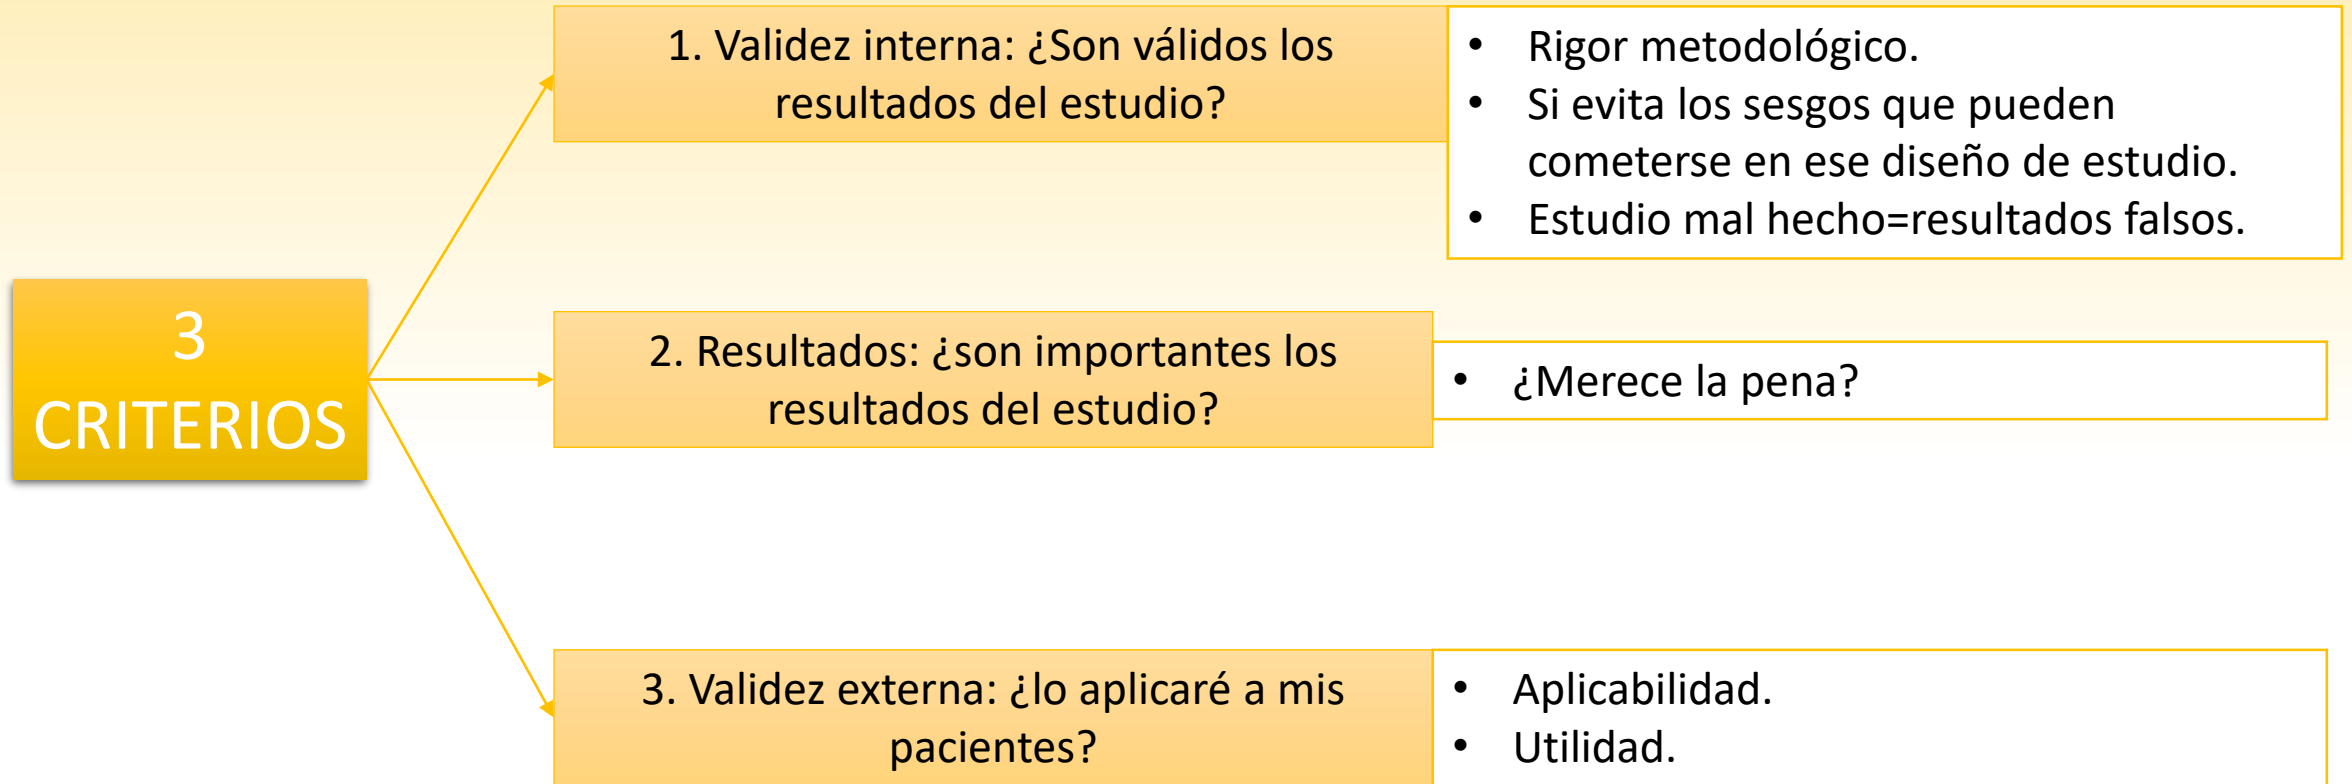 3
CRITERIOS
1. Validez interna: ¿Son válidos los
resultados del estudio?
• Rigor metodológico.
• Si evita los sesgos que pueden
cometerse en ese diseño de estudio.
• Estudio mal hecho=resultados falsos.
2. Resultados: ¿son importantes los
resultados del estudio?
• ¿Merece la pena?
3. Validez externa: ¿lo aplicaré a mis
pacientes?
• Aplicabilidad.
• Utilidad.